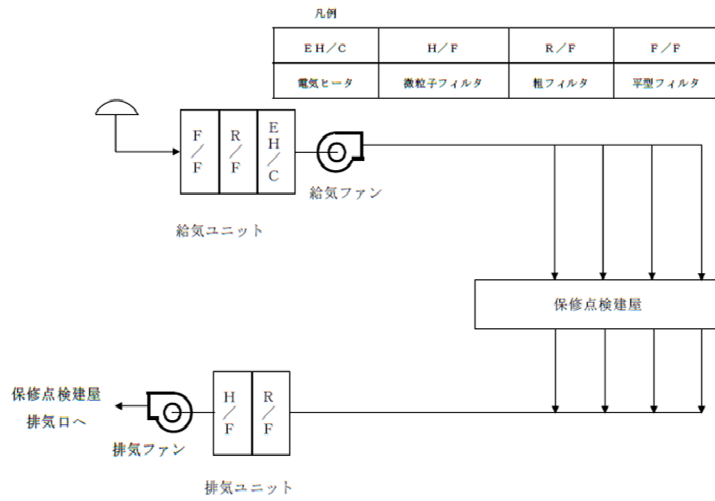 凡例
EH/C H/F R/F F/F
電気ヒータ 微粒子フィルタ 粗フィルタ 平型フィルタ
F/F R/F EH/C
給気ファン
給気ユニット
保修点検建屋
保修点検建屋
排気口へ
H/F R/F
排気ファン
排気ユニット